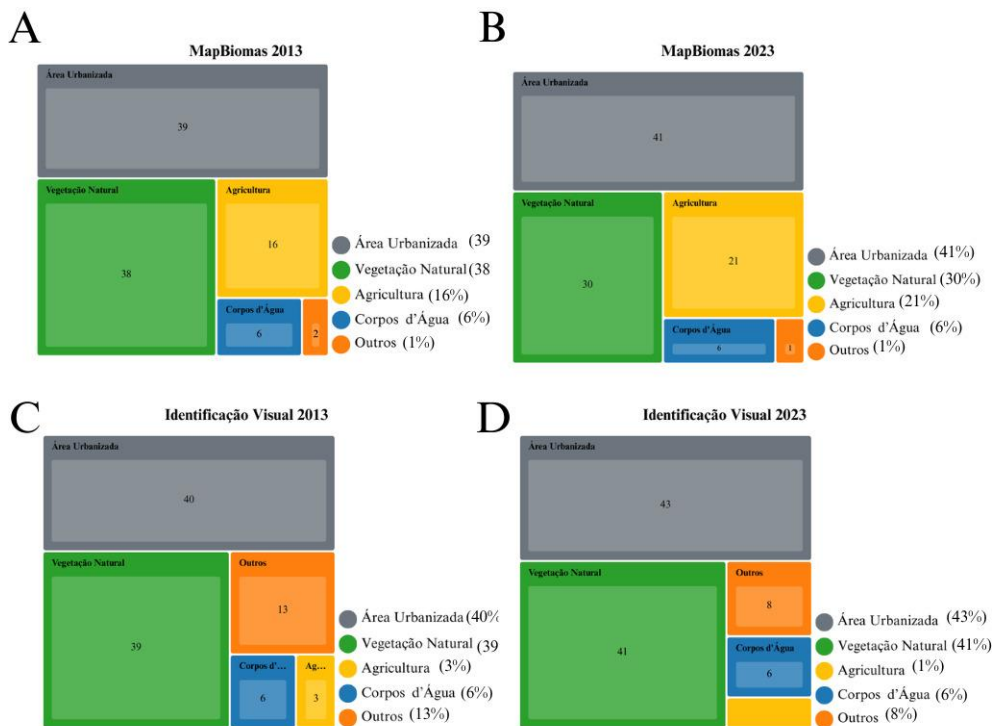 A
MapBiomas 2013
Área Urbanizada
39
Vegetação Natural
38
Agricultura
16
Corpos d'Água
6
2
Área Urbanizada (39
Vegetação Natural (38
Agricultura (16%)
Corpos d'Água (6%)
Outros (1%)
B
MapBiomas 2023
Área Urbanizada
41
Vegetação Natural
30
Agricultura
21
Corpos d'Água
6
1
Área Urbanizada (41%)
Vegetação Natural (30%)
Agricultura (21%)
Corpos d'Água (6%)
Outros (1%)
C
Identificação Visual 2013
Área Urbanizada
40
Vegetação Natural
39
Outros
13
Corpos d'...
6
Ag...
3
Área Urbanizada (40%
Vegetação Natural (39
Agricultura (3%)
Corpos d'Água (6%)
Outros (13%)
D
Identificação Visual 2023
Área Urbanizada
43
Vegetação Natural
41
Outros
8
Corpos d'Água
6
Área Urbanizada (43%)
Vegetação Natural (41%)
Agricultura (1%)
Corpos d'Água (6%)
Outros (8%)